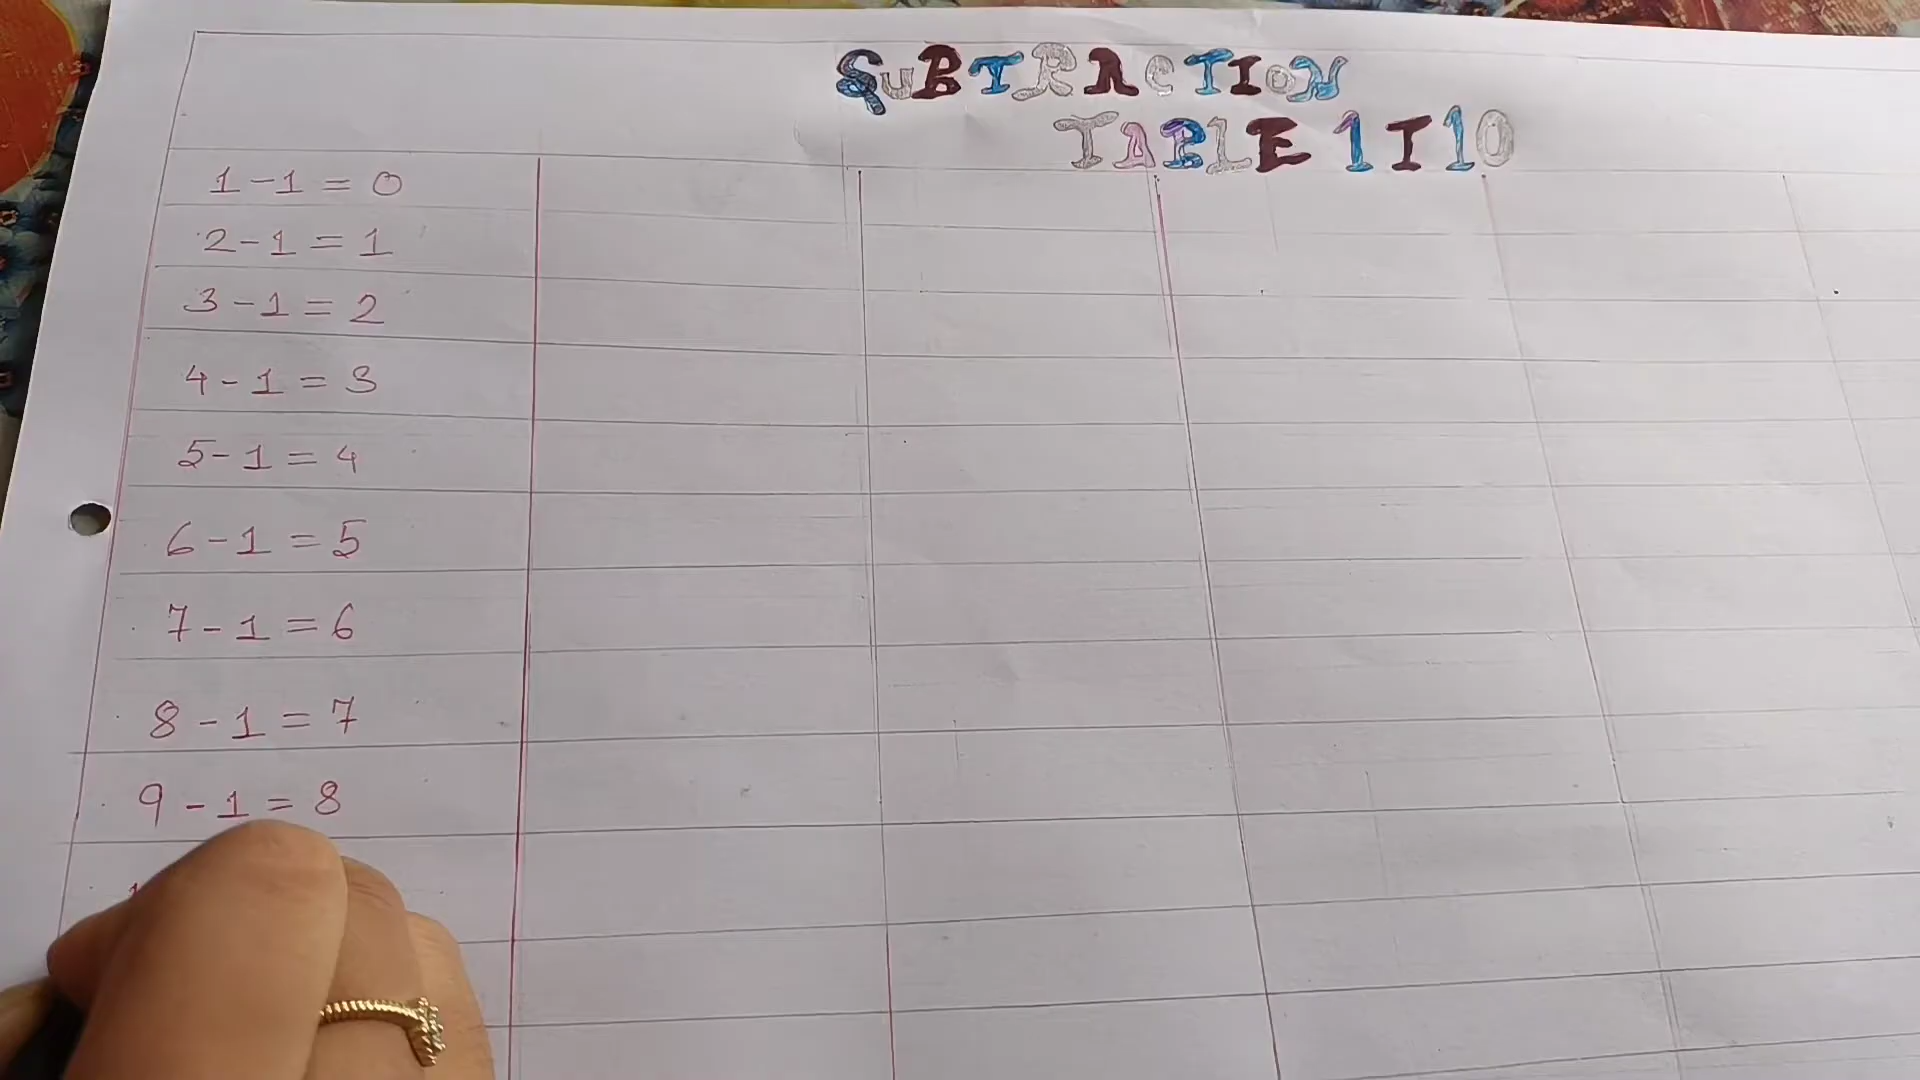 SUBTRACTION
TABLE 1 I 10
1 - 1 = 0
2 - 1 = 1
3 - 1 = 2
4 - 1 = 3
5 - 1 = 4
6 - 1 = 5
7 - 1 = 6
8 - 1 = 7
9 - 1 = 8